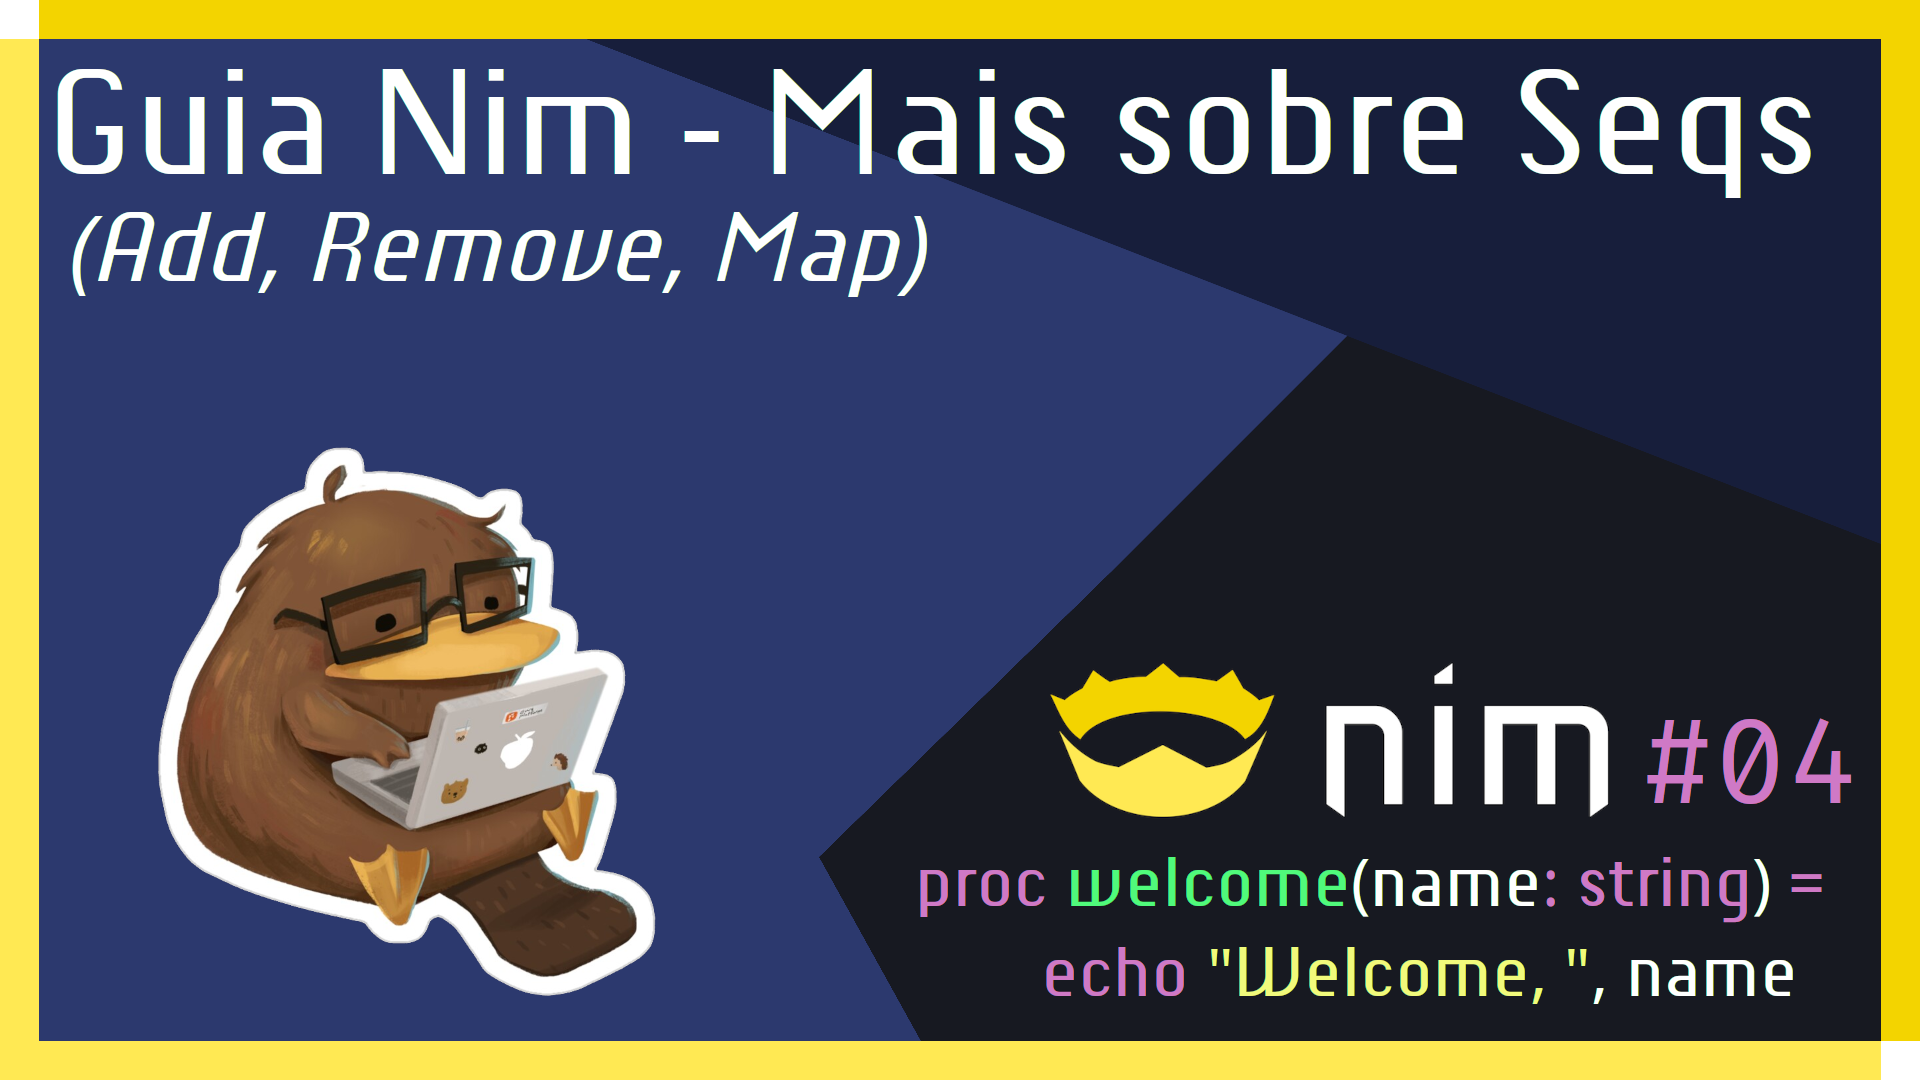 Guia Nim - Mais sobre Seqs
(Add, Remove, Map)
nim #04
proc welcome(name: string) =
echo "Welcome, ", name